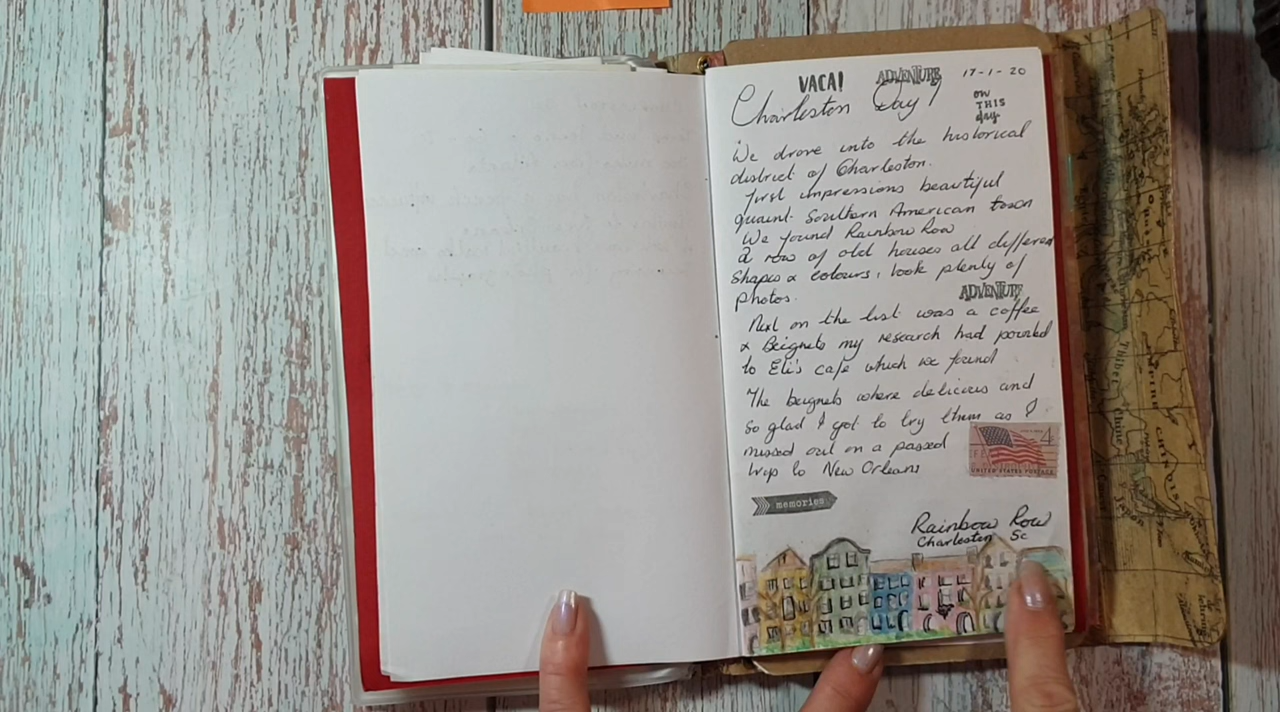 VACA! ADVENTURE 17-1-20
Charleston Day 1
on
THIS
day
We drove into the historical
district of Charleston.
first impressions beautiful
quaint. Southern American town
We found Rainbow Row
a row of old houses all different
shapes & colours, took plenty of
photos.
ADVENTURE
Next on the list was a coffee
& Beignets my research had pointed
to Eli's cafe which we found
The beignets where delicious and
so glad I got to try them as I
missed out on a passed
trip to New Orleans
4c
UNITED STATES POSTAGE
memories
Rainbow Row
Charleston Sc